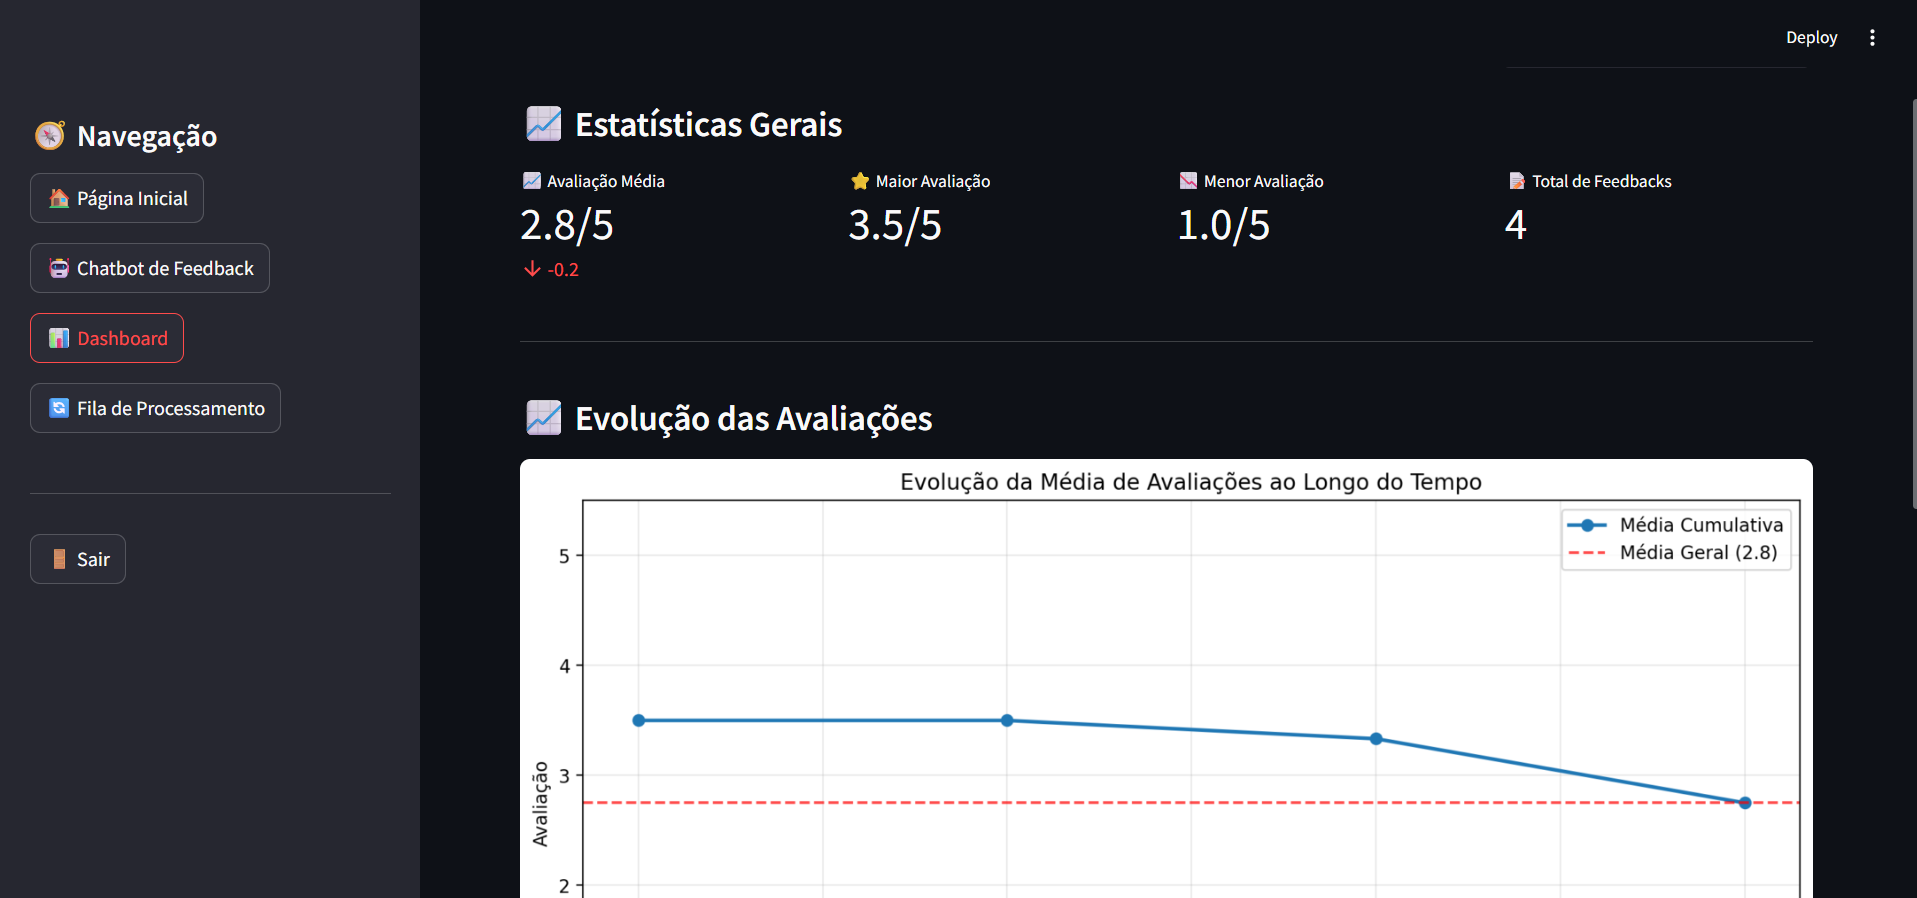 Deploy
Navegação
Página Inicial
Chatbot de Feedback
Dashboard
Fila de Processamento
Sair
Estatísticas Gerais
Avaliação Média
2.8/5
-0.2
Maior Avaliação
3.5/5
Menor Avaliação
1.0/5
Total de Feedbacks
4
Evolução das Avaliações
Evolução da Média de Avaliações ao Longo do Tempo
Média Cumulativa
Média Geral (2.8)
5
4
3
2
Avaliação